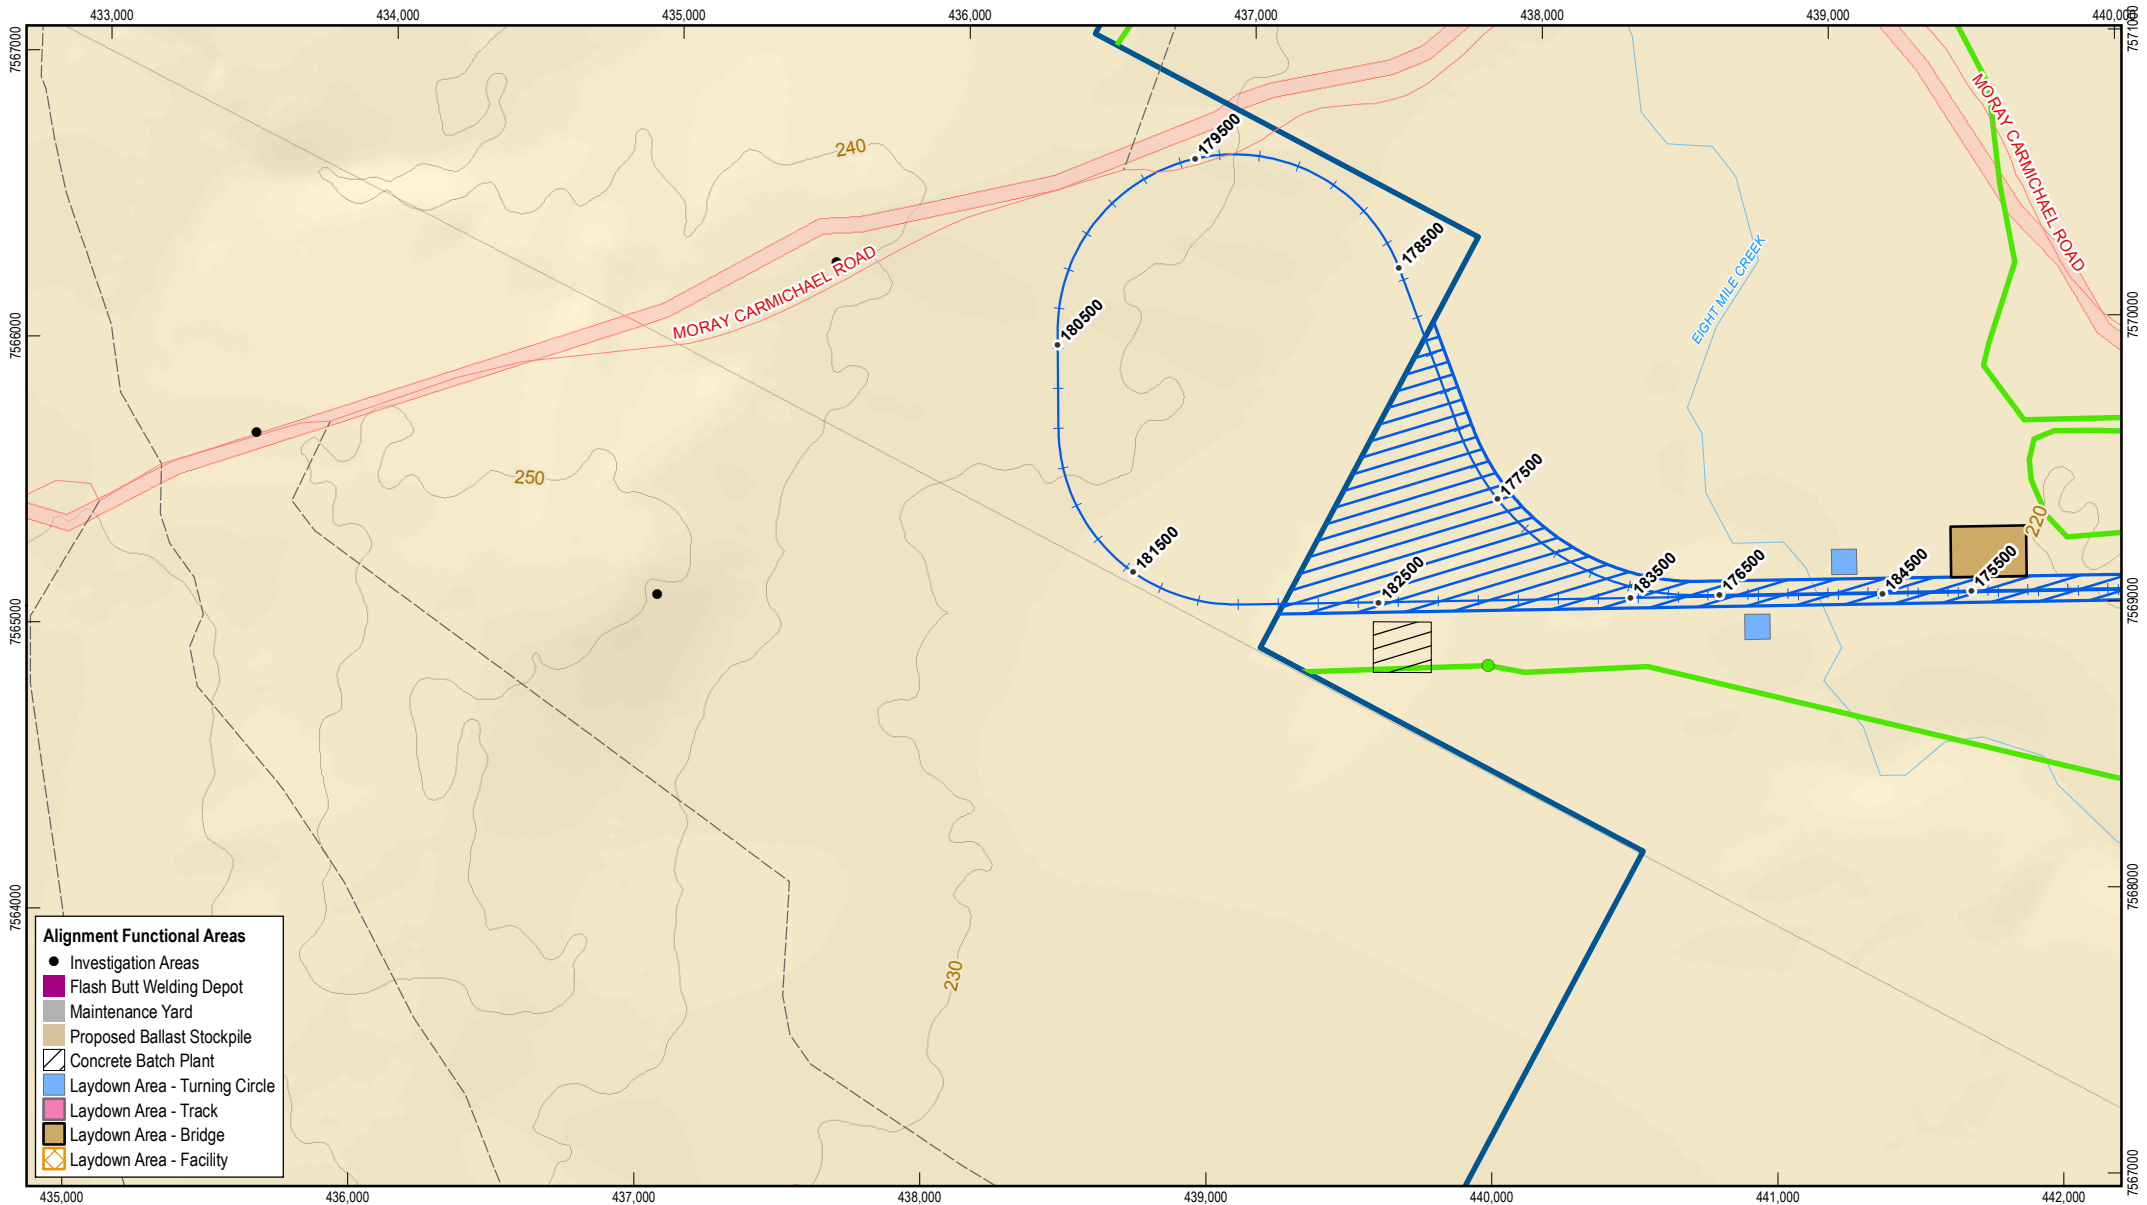 433,000 434,000 435,000 436,000 437,000 438,000 439,000 440,000
7567000
7571000
MORAY CARMICHAEL ROAD
179500
240
178500
EIGHT MILE CREEK
MORAY CARMICHAEL ROAD
180500
7566000
7570000
250
177500
220
181500
182500
183500
176500
184500
175500
7565000
7569000
7564000
7568000
230
Alignment Functional Areas
Investigation Areas
Flash Butt Welding Depot
Maintenance Yard
Proposed Ballast Stockpile
Concrete Batch Plant
Laydown Area - Turning Circle
Laydown Area - Track
Laydown Area - Bridge
Laydown Area - Facility
7567000
435,000 436,000 437,000 438,000 439,000 440,000 441,000 442,000